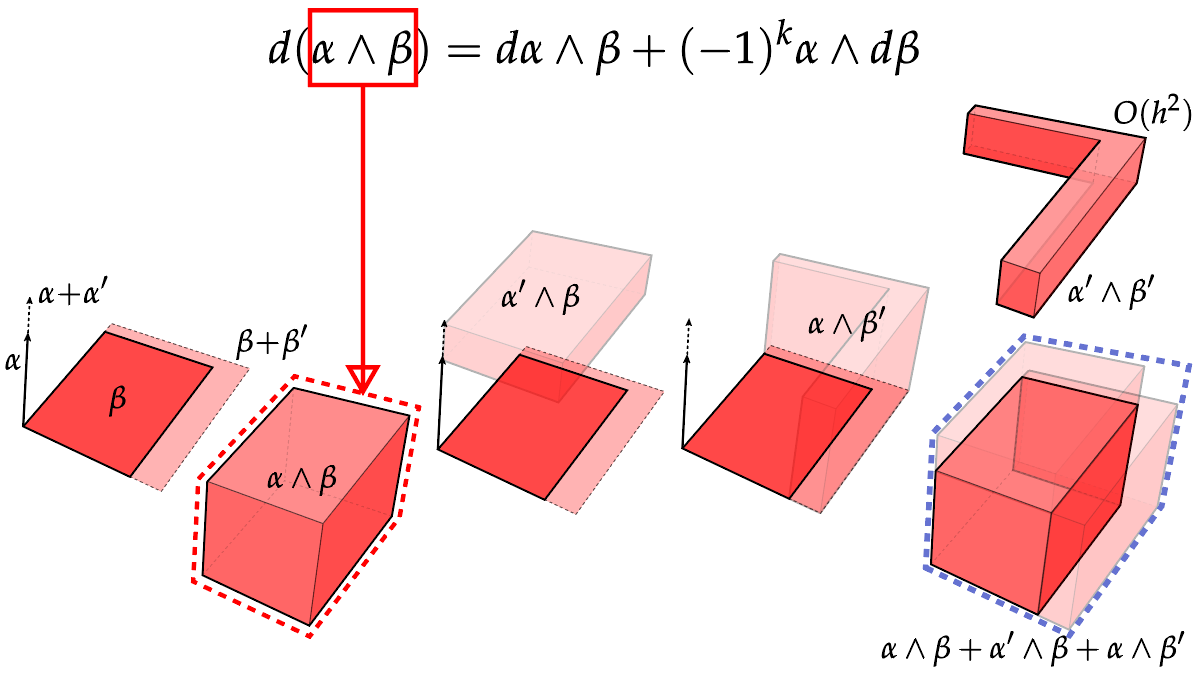 d(α ∧ β) = dα ∧ β + (−1)^k α ∧ dβ
O(h²)
α′ ∧ β′
α+α′
α
β+β′
β
α ∧ β
α′ ∧ β
α ∧ β′
α ∧ β + α′ ∧ β + α ∧ β′